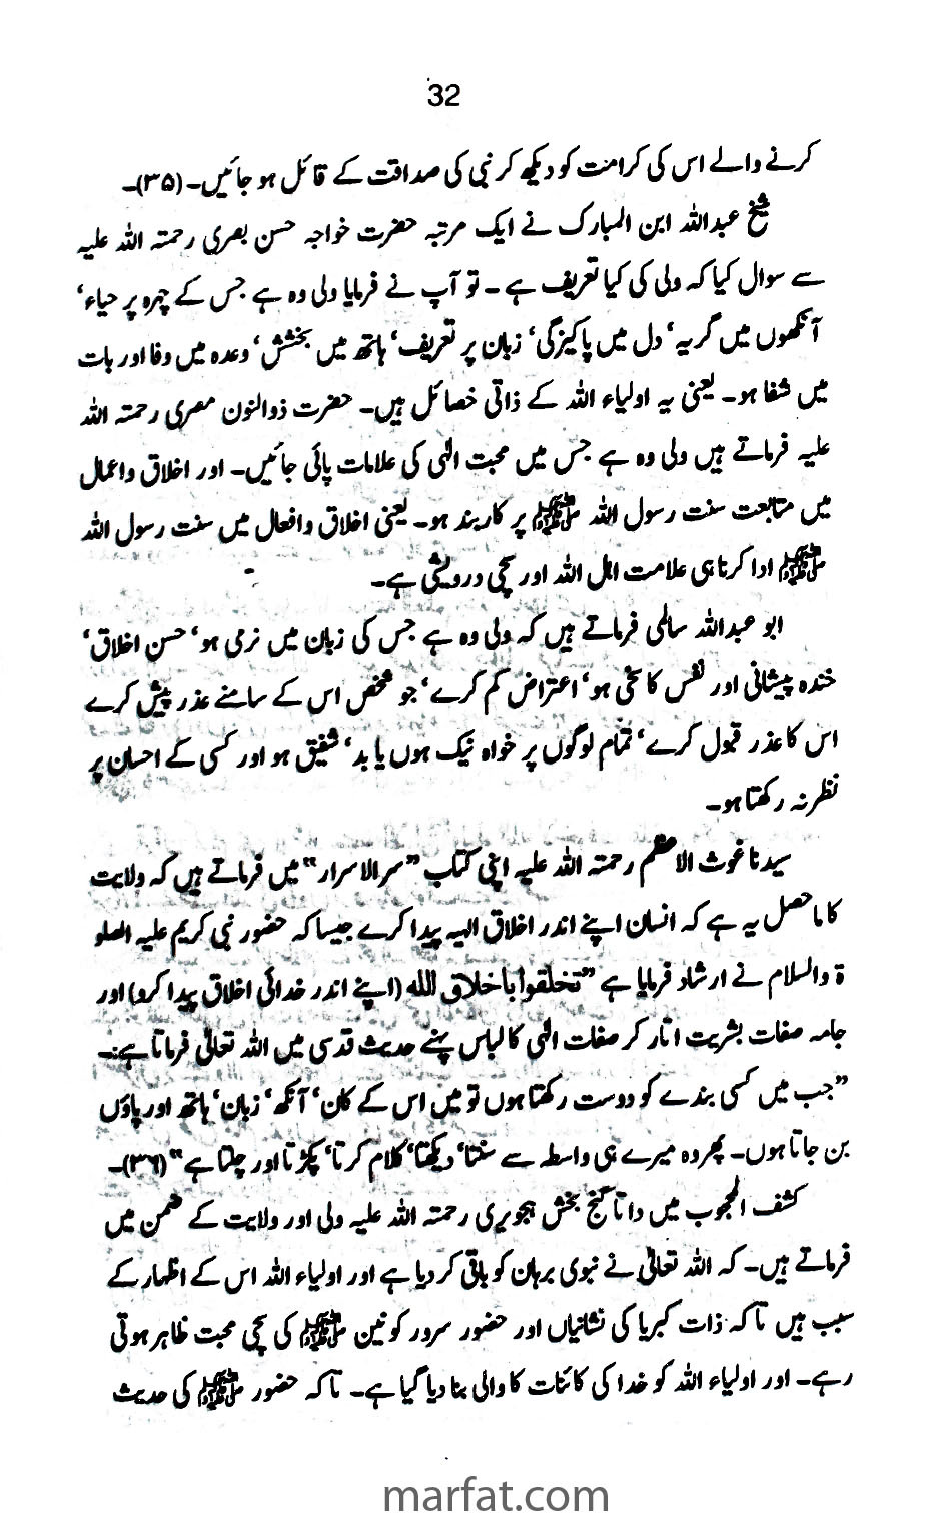 32
کرنے والے اس کی کرامت کو دیکھ کر نبی کی صداقت کے قائل ہو جائیں۔ (۳۵)۔
شیخ عبداللہ ابن المبارک نے ایک مرتبہ حضرت خواجہ حسن بصری رحمتہ اللہ علیہ
سے سوال کیا کہ ولی کی کیا تعریف ہے ۔ تو آپ نے فرمایا ولی وہ ہے جس کے چہرہ پر حیاء‘
آنکھوں میں گریہ‘ دل میں پاکیزگی‘ زبان پر تعریف‘ ہاتھ میں بخشش‘ وعدہ میں وفا اور بات
میں شفا ہو۔ یعنی یہ اولیاء اللہ کے ذاتی خصائل ہیں۔ حضرت ذوالنون مصری رحمتہ اللہ
علیہ فرماتے ہیں ولی وہ ہے جس میں محبت الٰہی کی علامات پائی جائیں۔ اور اخلاق و اعمال
میں متابعت سنت رسول اللہ ﷺ پر کاربند ہو۔ یعنی اخلاق و افعال میں سنت رسول اللہ
ﷺ ادا کرنا ہی علامت اہل اللہ اور سچی درویشی ہے۔
ابو عبداللہ سالمی فرماتے ہیں کہ ولی وہ ہے جس کی زبان میں نرمی ہو‘ حسن اخلاق‘
خندہ پیشانی اور نفس کا سخی ہو‘ اعتراض کم کرے‘ جو شخص اس کے سامنے عذر پیش کرے
اس کا عذر قبول کرے‘ تمام لوگوں پر خواہ نیک ہوں یا بد‘ شفیق ہو اور کسی کے احسان پر
نظر نہ رکھتا ہو۔
سیدنا غوث الاعظم رحمتہ اللہ علیہ اپنی کتاب ”سر الاسرار“ میں فرماتے ہیں کہ ولایت
کا ماحصل یہ ہے کہ انسان اپنے اندر اخلاق الہیہ پیدا کرے جیسا کہ حضور نبی کریم علیہ الصلو
ۃ والسلام نے ارشاد فرمایا ہے ”تخلقوا باخلاق اللہ (اپنے اندر خدائی اخلاق پیدا کرو) اور
جامہ صفات بشریت اتار کر صفات الٰہی کا لباس پہنے حدیث قدسی میں اللہ تعالیٰ فرماتا ہے:۔
”جب میں کسی بندے کو دوست رکھتا ہوں تو میں اس کے کان‘ آنکھ‘ زبان‘ ہاتھ اور پاؤں
بن جاتا ہوں۔ پھر وہ میرے ہی واسطہ سے سنتا‘ دیکھتا‘ کلام کرتا‘ پکڑتا اور چلتا ہے“ (۳۶)۔
کشف المجوب میں داتا گنج بخش ہجویری رحمتہ اللہ علیہ ولی اور ولایت کے ضمن میں
فرماتے ہیں۔ کہ اللہ تعالیٰ نے نبوی برہان کو باقی کر دیا ہے اور اولیاء اللہ اس کے اظہار کے
سبب ہیں تاکہ ذات کبریا کی نشانیاں اور حضور سرور کونین ﷺ کی سچی محبت ظاہر ہوتی
رہے۔ اور اولیاء اللہ کو خدا کی کائنات کا والی بنا دیا گیا ہے۔ تاکہ حضور ﷺ کی حدیث
marfat.com